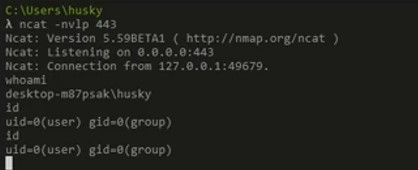 C:\Users\husky
λ ncat -nvlp 443
Ncat: Version 5.59BETA1 ( http://nmap.org/ncat )
Ncat: Listening on 0.0.0.0:443
Ncat: Connection from 127.0.0.1:49679.
whoami
desktop-m87psak\husky
id
uid=0(user) gid=0(group)
id
uid=0(user) gid=0(group)